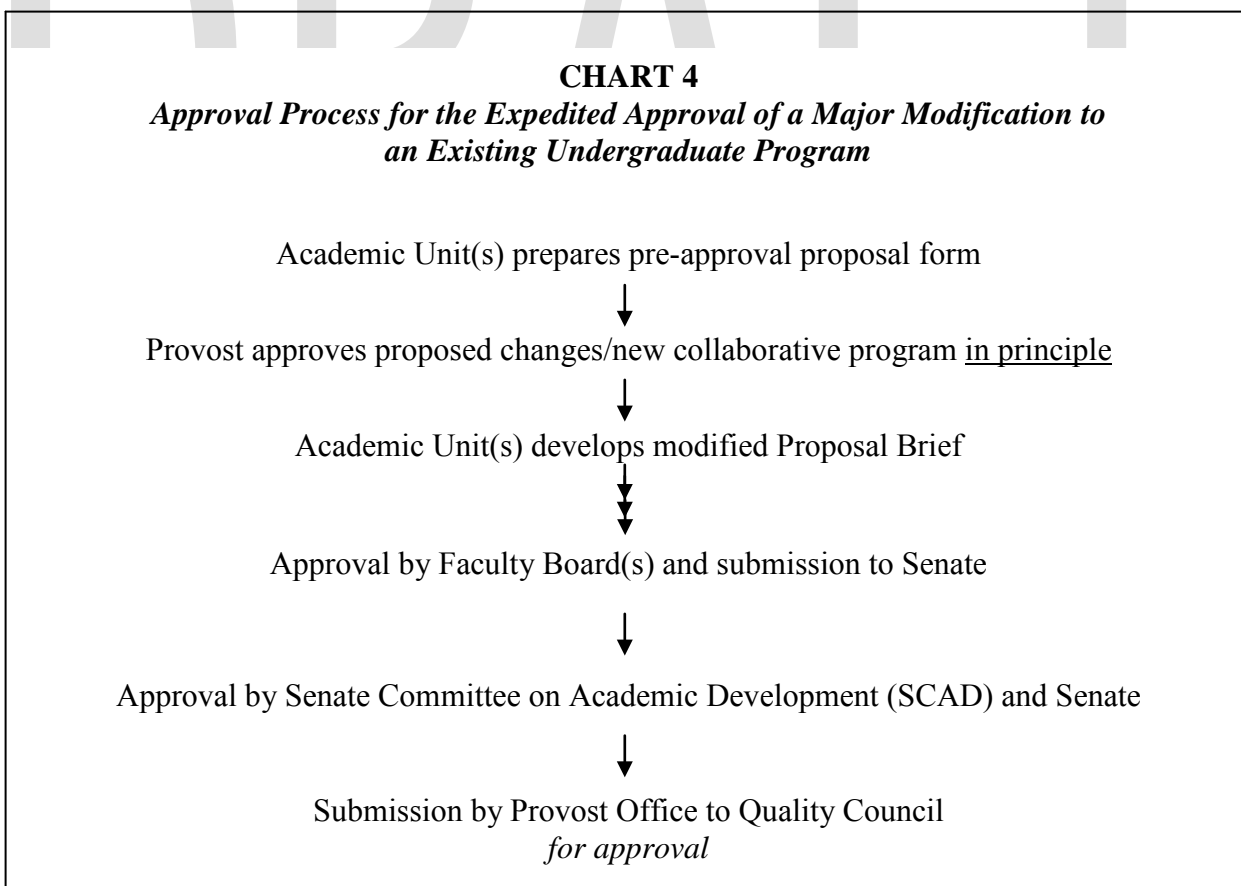 CHART 4
Approval Process for the Expedited Approval of a Major Modification to
an Existing Undergraduate Program
Academic Unit(s) prepares pre-approval proposal form
Provost approves proposed changes/new collaborative program in principle
Academic Unit(s) develops modified Proposal Brief
Approval by Faculty Board(s) and submission to Senate
Approval by Senate Committee on Academic Development (SCAD) and Senate
Submission by Provost Office to Quality Council
for approval